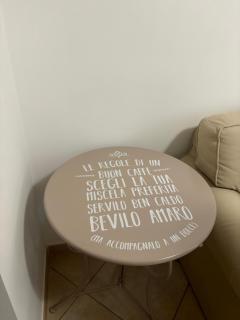 LE REGOLE DI UN
BUON CAFFÈ
SCEGLI LA TUA
MISCELA PREFERITA
SERVILO BEN CALDO
BEVILO AMARO
(MA ACCOMPAGNALO A UN DOLCE)